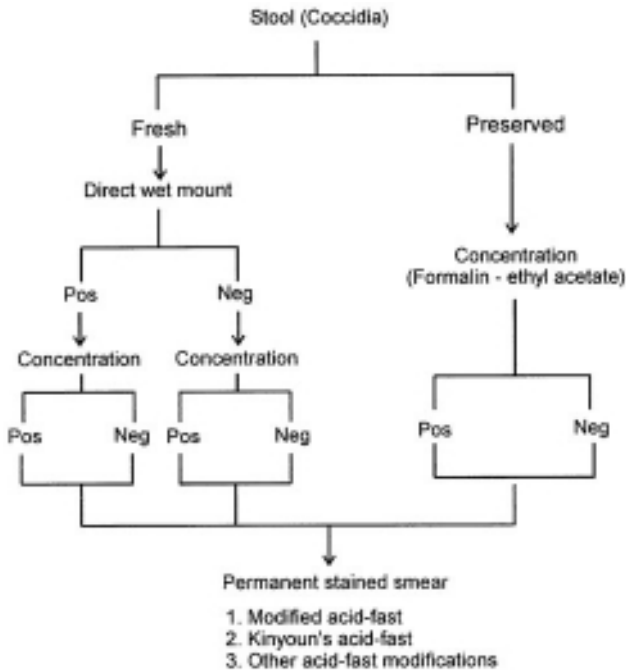 Stool (Coccidia)
Fresh
Preserved
Direct wet mount
Concentration
(Formalin - ethyl acetate)
Pos
Neg
Concentration
Concentration
Pos
Neg
Pos
Neg
Pos
Neg
Permanent stained smear
1. Modified acid-fast
2. Kinyoun's acid-fast
3. Other acid-fast modifications